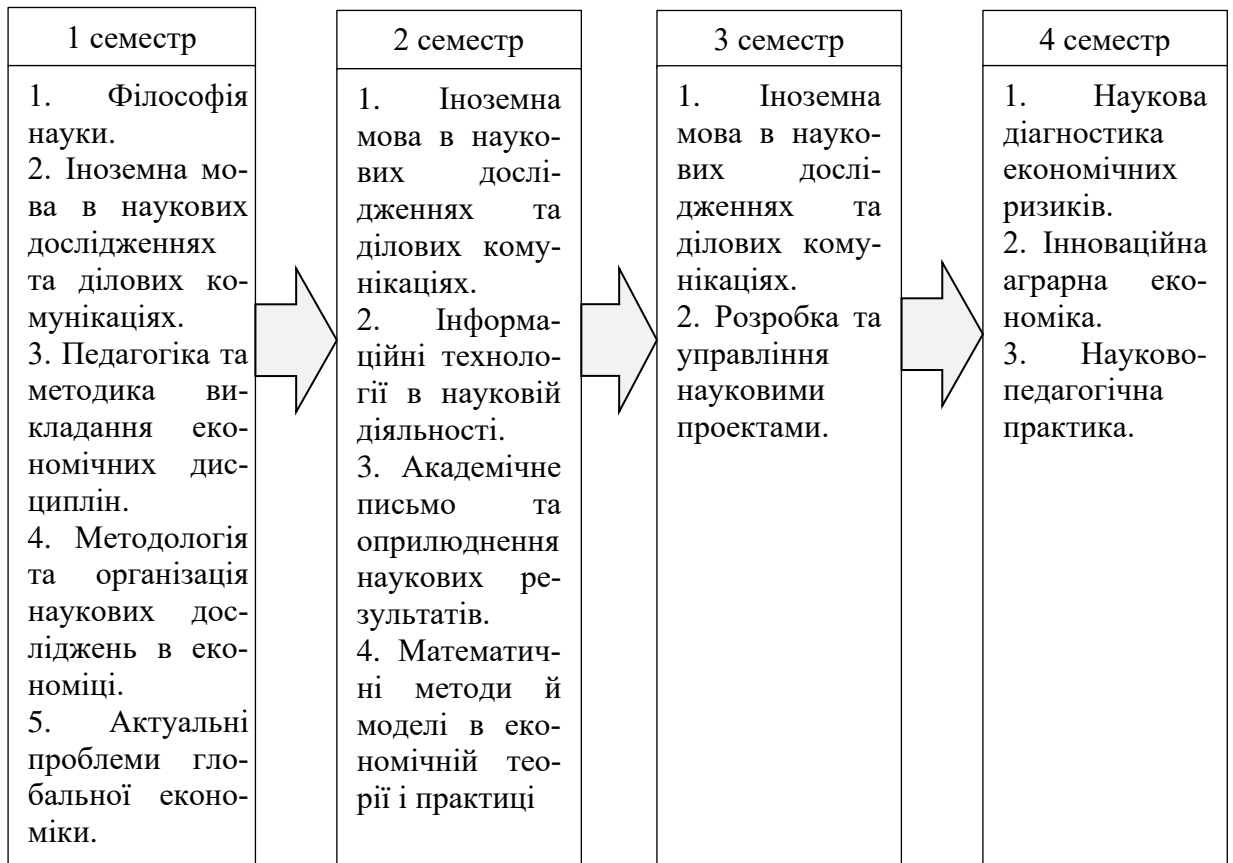 1 семестр
1. Філософія
науки.
2. Іноземна мо-
ва в наукових
дослідженнях
та ділових ко-
мунікаціях.
3. Педагогіка та
методика ви-
кладання еко-
номічних дис-
циплін.
4. Методологія
та організація
наукових дос-
ліджень в еко-
номіці.
5. Актуальні
проблеми гло-
бальної еконо-
міки.
2 семестр
1. Іноземна
мова в науко-
вих дослі-
дженнях та
ділових кому-
нікаціях.
2. Інформа-
ційні техноло-
гії в науковій
діяльності.
3. Академічне
письмо та
оприлюднення
наукових ре-
зультатів.
4. Математич-
ні методи й
моделі в еко-
номічній тео-
рії і практиці
3 семестр
1. Іноземна
мова в науко-
вих дослі-
дженнях та
ділових кому-
нікаціях.
2. Розробка та
управління
науковими
проектами.
4 семестр
1. Наукова
діагностика
економічних
ризиків.
2. Інноваційна
аграрна еко-
номіка.
3. Науково-
педагогічна
практика.